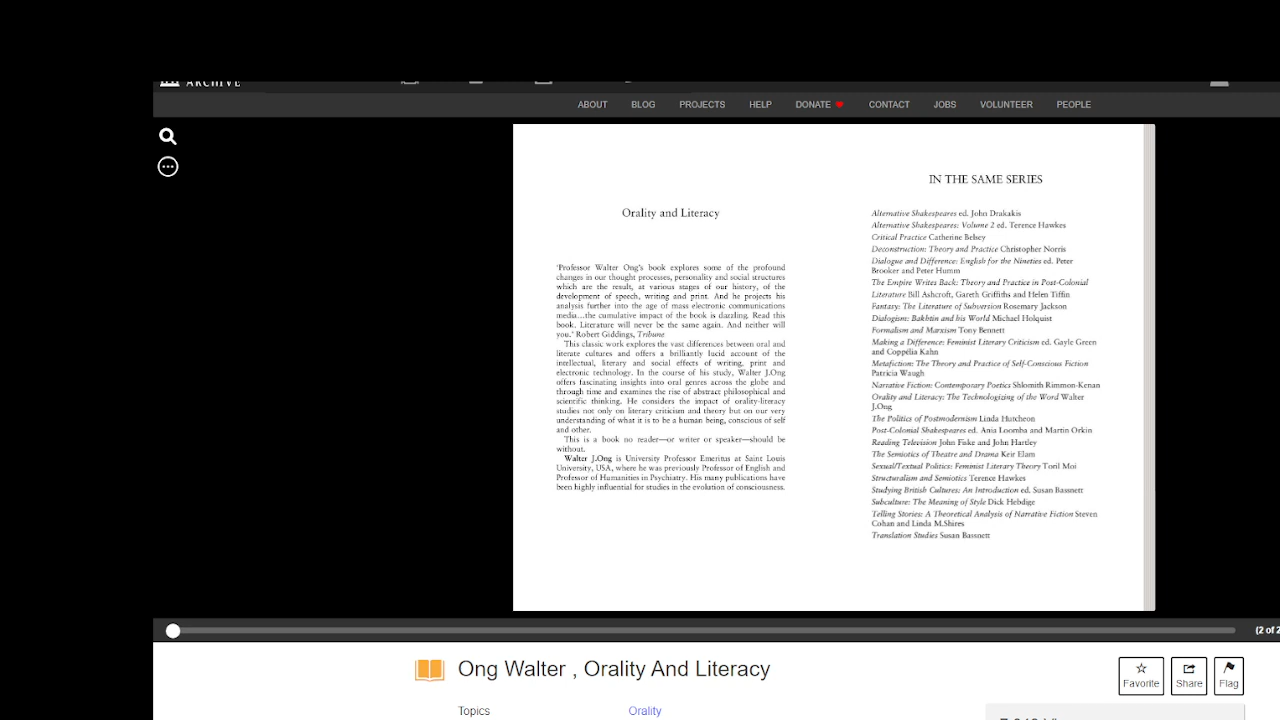 ARCHIVE
ABOUT BLOG PROJECTS HELP DONATE CONTACT JOBS VOLUNTEER PEOPLE
Orality and Literacy
'Professor Walter Ong's book explores some of the profound
changes in our thought processes, personality and social structures
which are the result, at various stages of our history, of the
development of speech, writing and print. And he projects his
analysis further into the age of mass electronic communications
media...the cumulative impact of the book is dazzling. Read this
book. Literature will never be the same again. And neither will
you.' Robert Giddings, Tribune
This classic work explores the vast differences between oral and
literate cultures and offers a brilliantly lucid account of the
intellectual, literary and social effects of writing, print and
electronic technology. In the course of his study, Walter J.Ong
offers fascinating insights into oral genres across the globe and
through time and examines the rise of abstract philosophical and
scientific thinking. He considers the impact of orality-literacy
studies not only on literary criticism and theory but on our very
understanding of what it is to be a human being, conscious of self
and other.
This is a book no reader—or writer or speaker—should be
without.
Walter J.Ong is University Professor Emeritus at Saint Louis
University, USA, where he was previously Professor of English and
Professor of Humanities in Psychiatry. His many publications have
been highly influential for studies in the evolution of consciousness.
IN THE SAME SERIES
Alternative Shakespeares ed. John Drakakis
Alternative Shakespeares: Volume 2 ed. Terence Hawkes
Critical Practice Catherine Belsey
Deconstruction: Theory and Practice Christopher Norris
Dialogue and Difference: English for the Nineties ed. Peter
Brooker and Peter Humm
The Empire Writes Back: Theory and Practice in Post-Colonial
Literature Bill Ashcroft, Gareth Griffiths and Helen Tiffin
Fantasy: The Literature of Subversion Rosemary Jackson
Dialogism: Bakhtin and his World Michael Holquist
Formalism and Marxism Tony Bennett
Making a Difference: Feminist Literary Criticism ed. Gayle Green
and Coppélia Kahn
Metafiction: The Theory and Practice of Self-Conscious Fiction
Patricia Waugh
Narrative Fiction: Contemporary Poetics Shlomith Rimmon-Kenan
Orality and Literacy: The Technologizing of the Word Walter
J.Ong
The Politics of Postmodernism Linda Hutcheon
Post-Colonial Shakespeares ed. Ania Loomba and Martin Orkin
Reading Television John Fiske and John Hartley
The Semiotics of Theatre and Drama Keir Elam
Sexual/Textual Politics: Feminist Literary Theory Toril Moi
Structuralism and Semiotics Terence Hawkes
Studying British Cultures: An Introduction ed. Susan Bassnett
Subculture: The Meaning of Style Dick Hebdige
Telling Stories: A Theoretical Analysis of Narrative Fiction Steven
Cohan and Linda M.Shires
Translation Studies Susan Bassnett
(2 of 2
Ong Walter , Orality And Literacy
Favorite Share Flag
Topics Orality